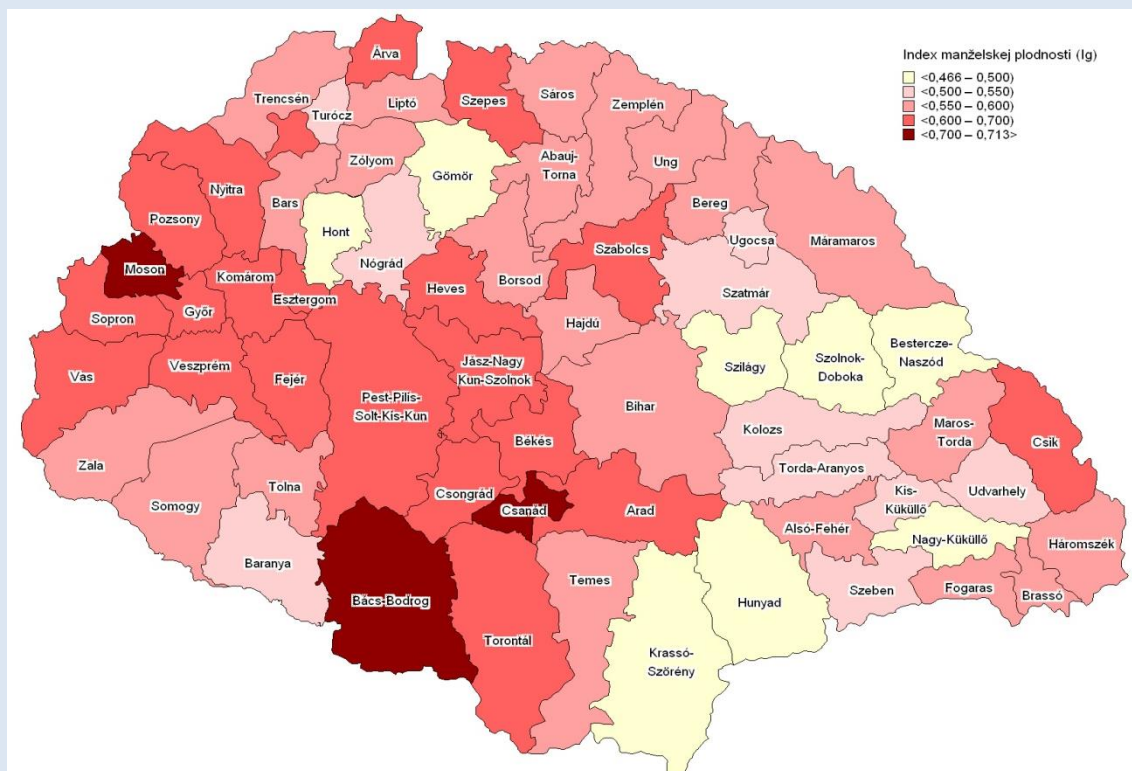 Index manželskej plodnosti (Ig)
<0,466 – 0,500)
<0,500 – 0,550)
<0,550 – 0,600)
<0,600 – 0,700)
<0,700 – 0,713>
Árva
Trencsén
Turócz
Liptó
Szepes
Sáros
Zemplén
Nyitra
Zólyom
Gömör
Abauj-
Torna
Ung
Bars
Pozsony
Hont
Bereg
Máramaros
Ugocsa
Moson
Nógrád
Szabolcs
Komárom
Esztergom
Heves
Borsod
Szatmár
Sopron
Győr
Hajdú
Vas
Veszprém
Fejér
Jász-Nagy
Kun-Szolnok
Szilágy
Szolnok-
Doboka
Besztercze-
Naszód
Pest-Pilis-
Solt-Kis-Kun
Bihar
Kolozs
Maros-
Torda
Csik
Békés
Zala
Tolna
Torda-Aranyos
Somogy
Csongrád
Csanád
Arad
Kis-
Küküllő
Udvarhely
Alsó-Fehér
Nagy-Küküllő
Háromszék
Baranya
Temes
Szeben
Fogaras
Brassó
Bács-Bodrog
Hunyad
Torontál
Krassó-
Szörény